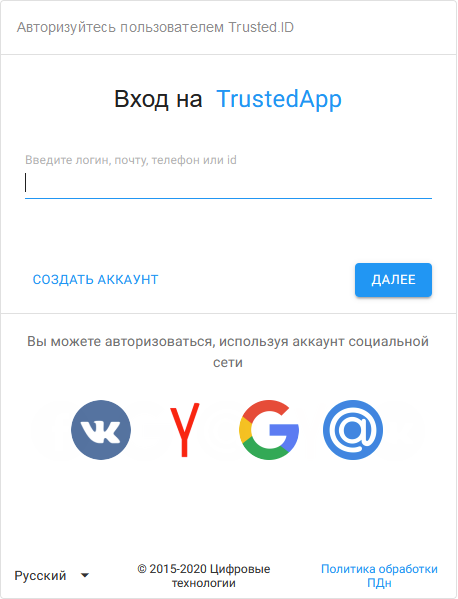 Авторизуйтесь пользователем Trusted.ID
Вход на TrustedApp
Введите логин, почту, телефон или id
СОЗДАТЬ АККАУНТ
ДАЛЕЕ
Вы можете авторизоваться, используя аккаунт социальной
сети
Русский
© 2015-2020 Цифровые
технологии
Политика обработки
ПДн